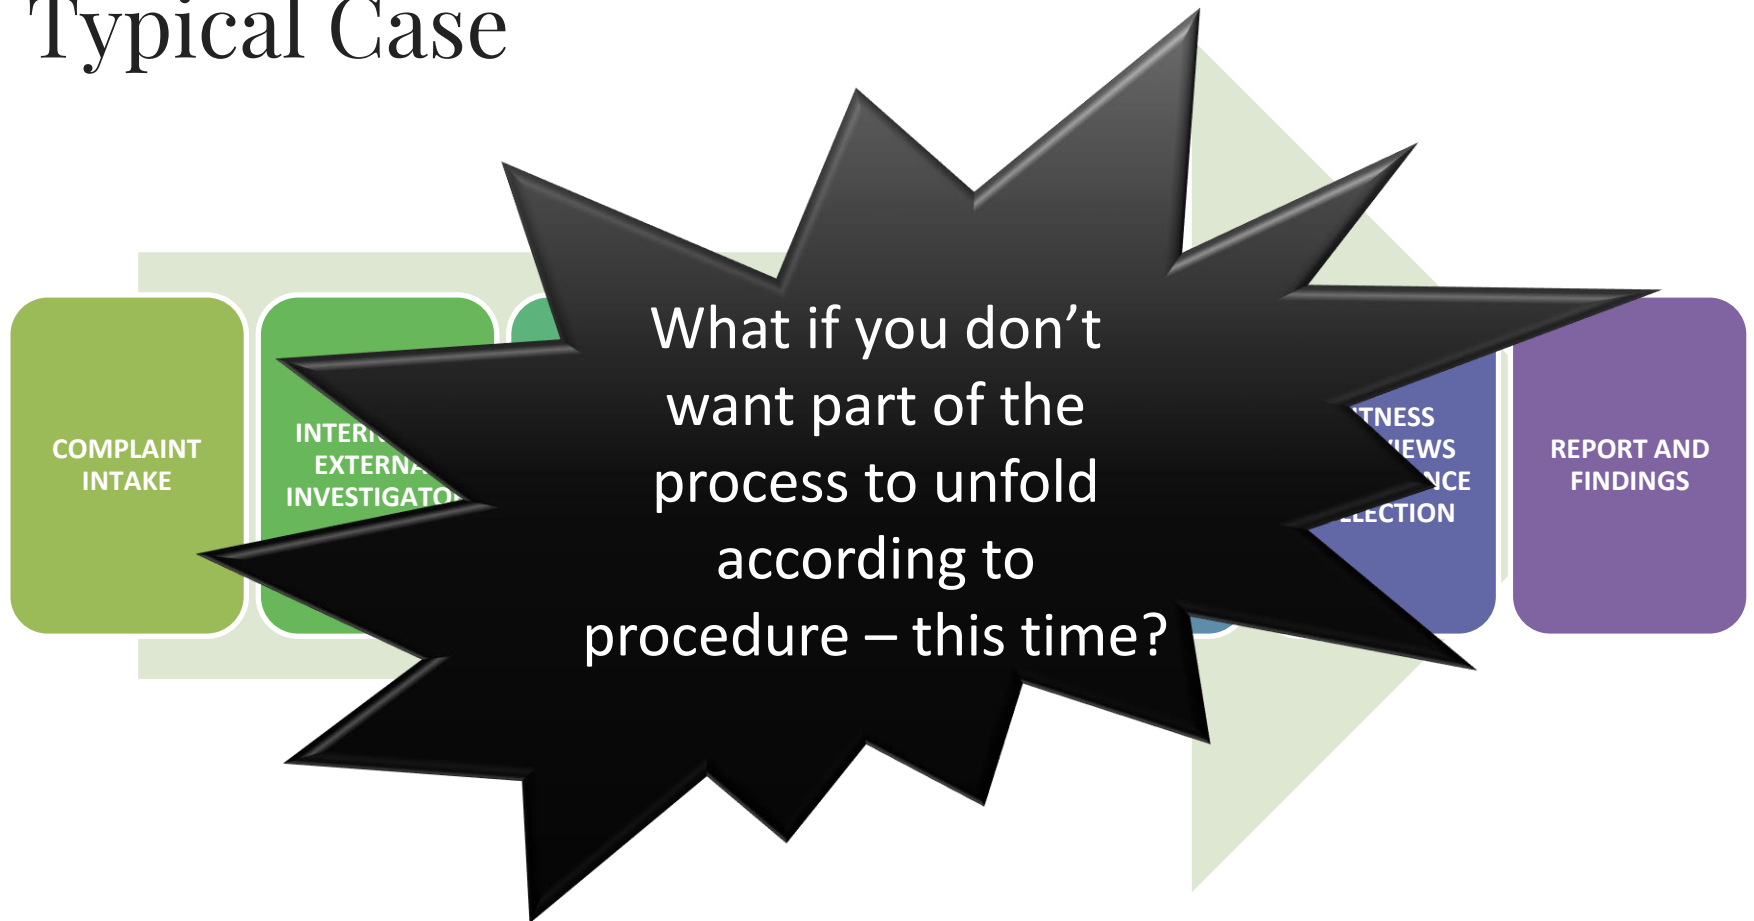 Typical Case
COMPLAINT
INTAKE
What if you don’t
want part of the
process to unfold
according to
procedure – this time?
REPORT AND
FINDINGS